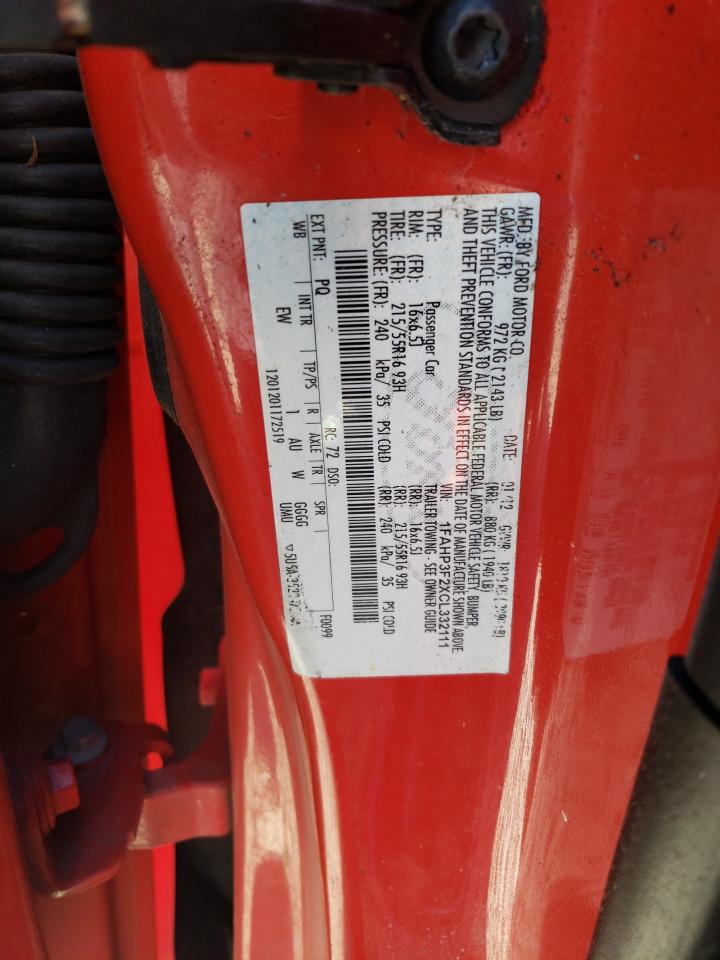 MFD. BY FORD MOTOR CO. DATE:
GAWR: (FR): 972 KG ( 2143 LB) (RR): 880 KG ( 1940 LB)
THIS VEHICLE CONFORMS TO ALL APPLICABLE FEDERAL MOTOR VEHICLE SAFETY, BUMPER,
AND THEFT PREVENTION STANDARDS IN EFFECT ON THE DATE OF MANUFACTURE SHOWN ABOVE.
VIN: 1FAHP3F2XCL332111
TYPE: Passenger Car TRAILER TOWING - SEE OWNER GUIDE
RIM: (FR): 16x6.5J (RR): 16x6.5J
TIRE: (FR): 215/55R16 93H (RR): 215/55R16 93H
PRESSURE: (FR): 240 kPa/ 35 PSI COLD (RR): 240 kPa/ 35 PSI COLD
RC: 72 DSO: F0099
EXT PNT: PQ INT TR TP/PS R AXLE TR SPR
WB EW 1 AU W GGGG UMU
1201201172519